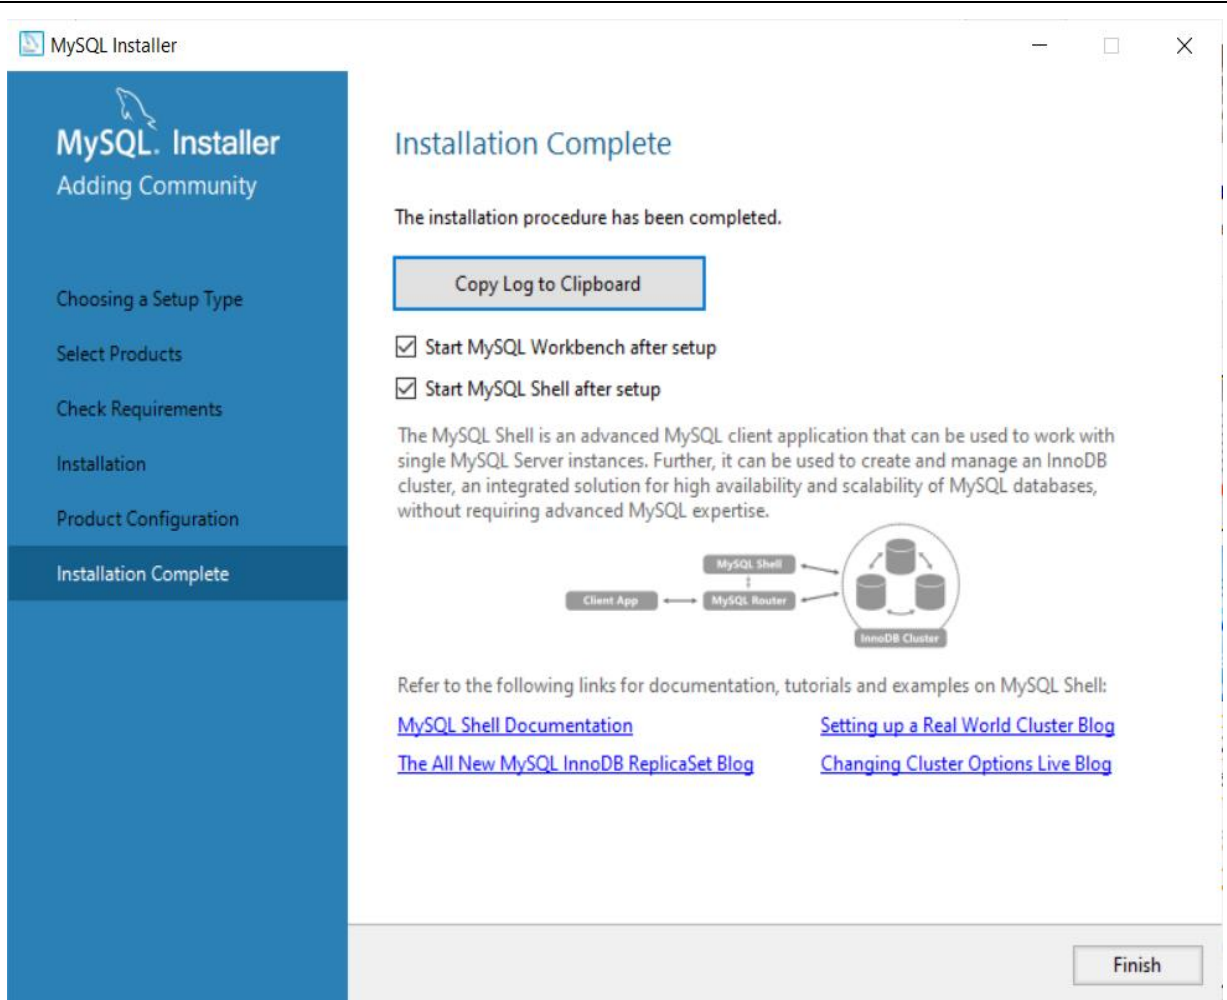 MySQL Installer
MySQL. Installer
Adding Community
Choosing a Setup Type
Select Products
Check Requirements
Installation
Product Configuration
Installation Complete
Installation Complete
The installation procedure has been completed.
Copy Log to Clipboard
Start MySQL Workbench after setup
Start MySQL Shell after setup
The MySQL Shell is an advanced MySQL client application that can be used to work with
single MySQL Server instances. Further, it can be used to create and manage an InnoDB
cluster, an integrated solution for high availability and scalability of MySQL databases,
without requiring advanced MySQL expertise.
MySQL Shell
Client App
MySQL Router
InnoDB Cluster
Refer to the following links for documentation, tutorials and examples on MySQL Shell:
MySQL Shell Documentation
Setting up a Real World Cluster Blog
The All New MySQL InnoDB ReplicaSet Blog
Changing Cluster Options Live Blog
Finish